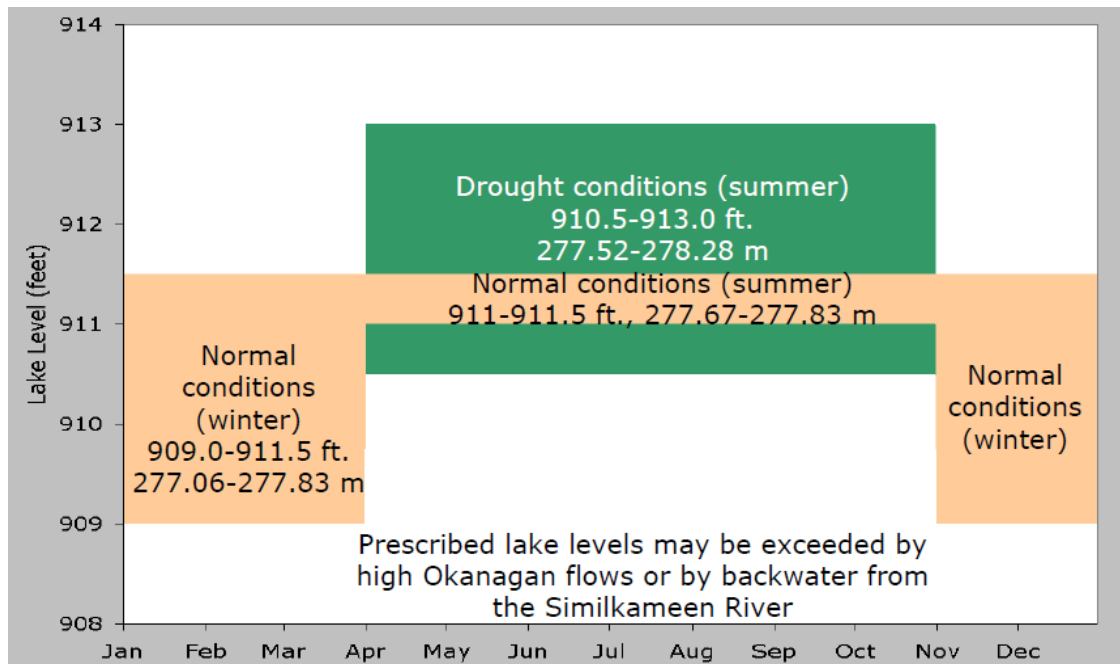 914
913
912
911
910
909
908
Lake Level (feet)
Drought conditions (summer)
910.5-913.0 ft.
277.52-278.28 m
Normal conditions (summer)
911-911.5 ft., 277.67-277.83 m
Normal
conditions
(winter)
909.0-911.5 ft.
277.06-277.83 m
Normal
conditions
(winter)
Prescribed lake levels may be exceeded by
high Okanagan flows or by backwater from
the Similkameen River
Jan Feb Mar Apr May Jun Jul Aug Sep Oct Nov Dec